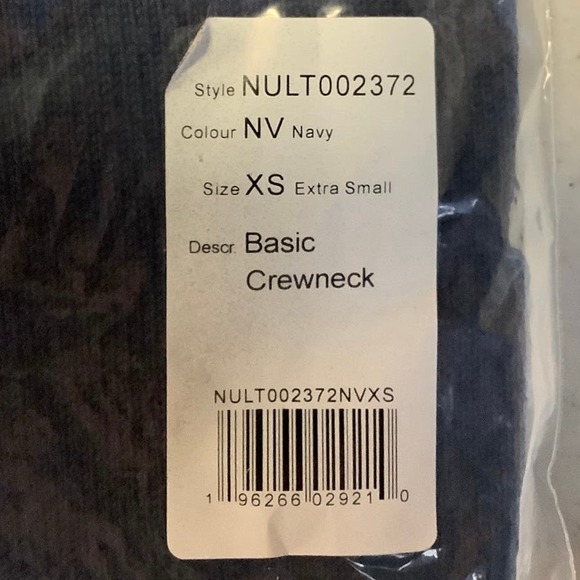 Style NULT002372
Colour NV Navy
Size XS Extra Small
Descr. Basic
Crewneck
NULT002372NVXS
1 96266 02921 0